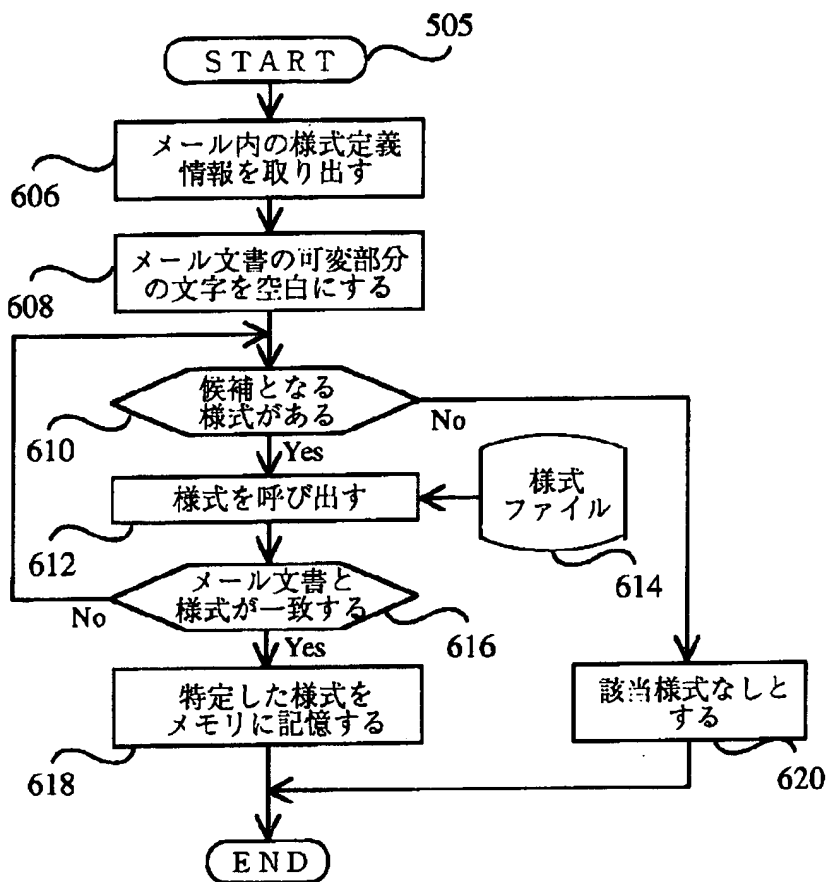 505
START
メール内の様式定義
情報を取り出す
606
メール文書の可変部分
の文字を空白にする
608
候補となる
様式がある
610
No
Yes
様式を呼び出す
612
様式
ファイル
614
メール文書と
様式が一致する
No
616
Yes
特定した様式を
メモリに記憶する
618
該当様式なしと
する
620
END